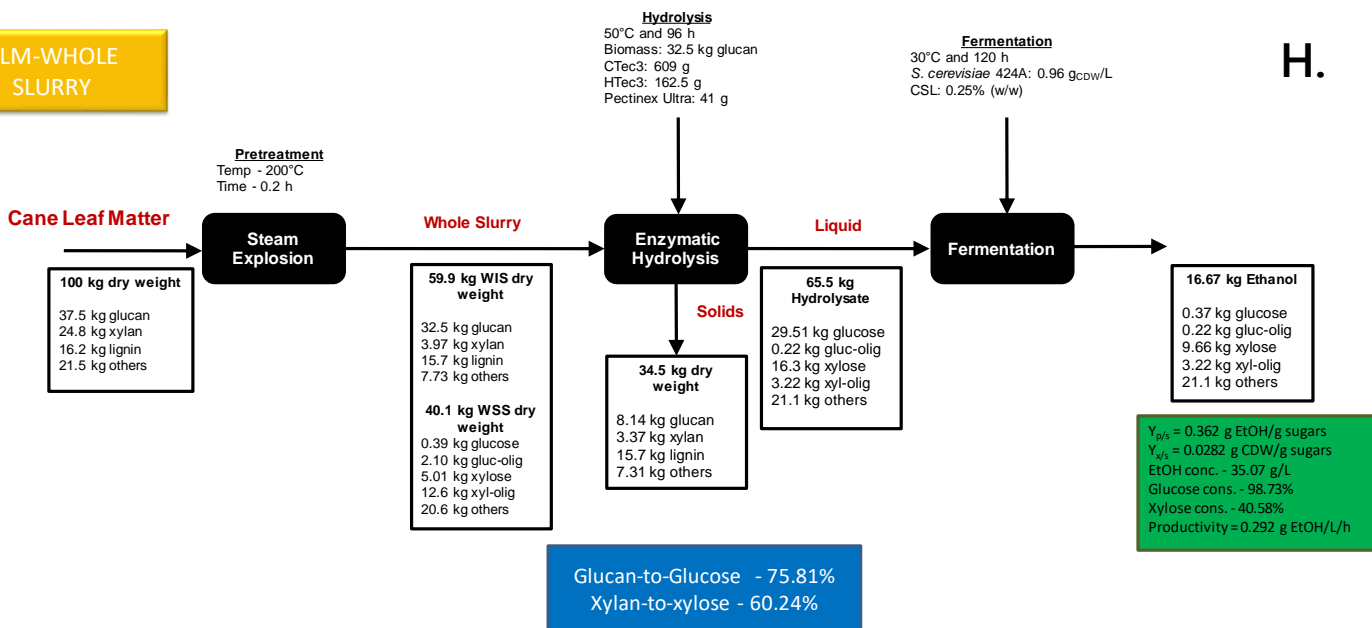 LM-WHOLE
SLURRY
Hydrolysis
50°C and 96 h
Biomass: 32.5 kg glucan
CTec3: 609 g
HTec3: 162.5 g
Pectinex Ultra: 41 g
Fermentation
30°C and 120 h
S. cerevisiae 424A: 0.96 gCDW/L
CSL: 0.25% (w/w)
H.
Pretreatment
Temp - 200°C
Time - 0.2 h
Cane Leaf Matter
Steam
Explosion
Whole Slurry
Enzymatic
Hydrolysis
Liquid
Fermentation
Solids
100 kg dry weight
37.5 kg glucan
24.8 kg xylan
16.2 kg lignin
21.5 kg others
59.9 kg WIS dry
weight
32.5 kg glucan
3.97 kg xylan
15.7 kg lignin
7.73 kg others
40.1 kg WSS dry
weight
0.39 kg glucose
2.10 kg gluc-olig
5.01 kg xylose
12.6 kg xyl-olig
20.6 kg others
34.5 kg dry
weight
8.14 kg glucan
3.37 kg xylan
15.7 kg lignin
7.31 kg others
65.5 kg
Hydrolysate
29.51 kg glucose
0.22 kg gluc-olig
16.3 kg xylose
3.22 kg xyl-olig
21.1 kg others
16.67 kg Ethanol
0.37 kg glucose
0.22 kg gluc-olig
9.66 kg xylose
3.22 kg xyl-olig
21.1 kg others
Yp/s = 0.362 g EtOH/g sugars
Yx/s = 0.0282 g CDW/g sugars
EtOH conc. - 35.07 g/L
Glucose cons. - 98.73%
Xylose cons. - 40.58%
Productivity = 0.292 g EtOH/L/h
Glucan-to-Glucose - 75.81%
Xylan-to-xylose - 60.24%